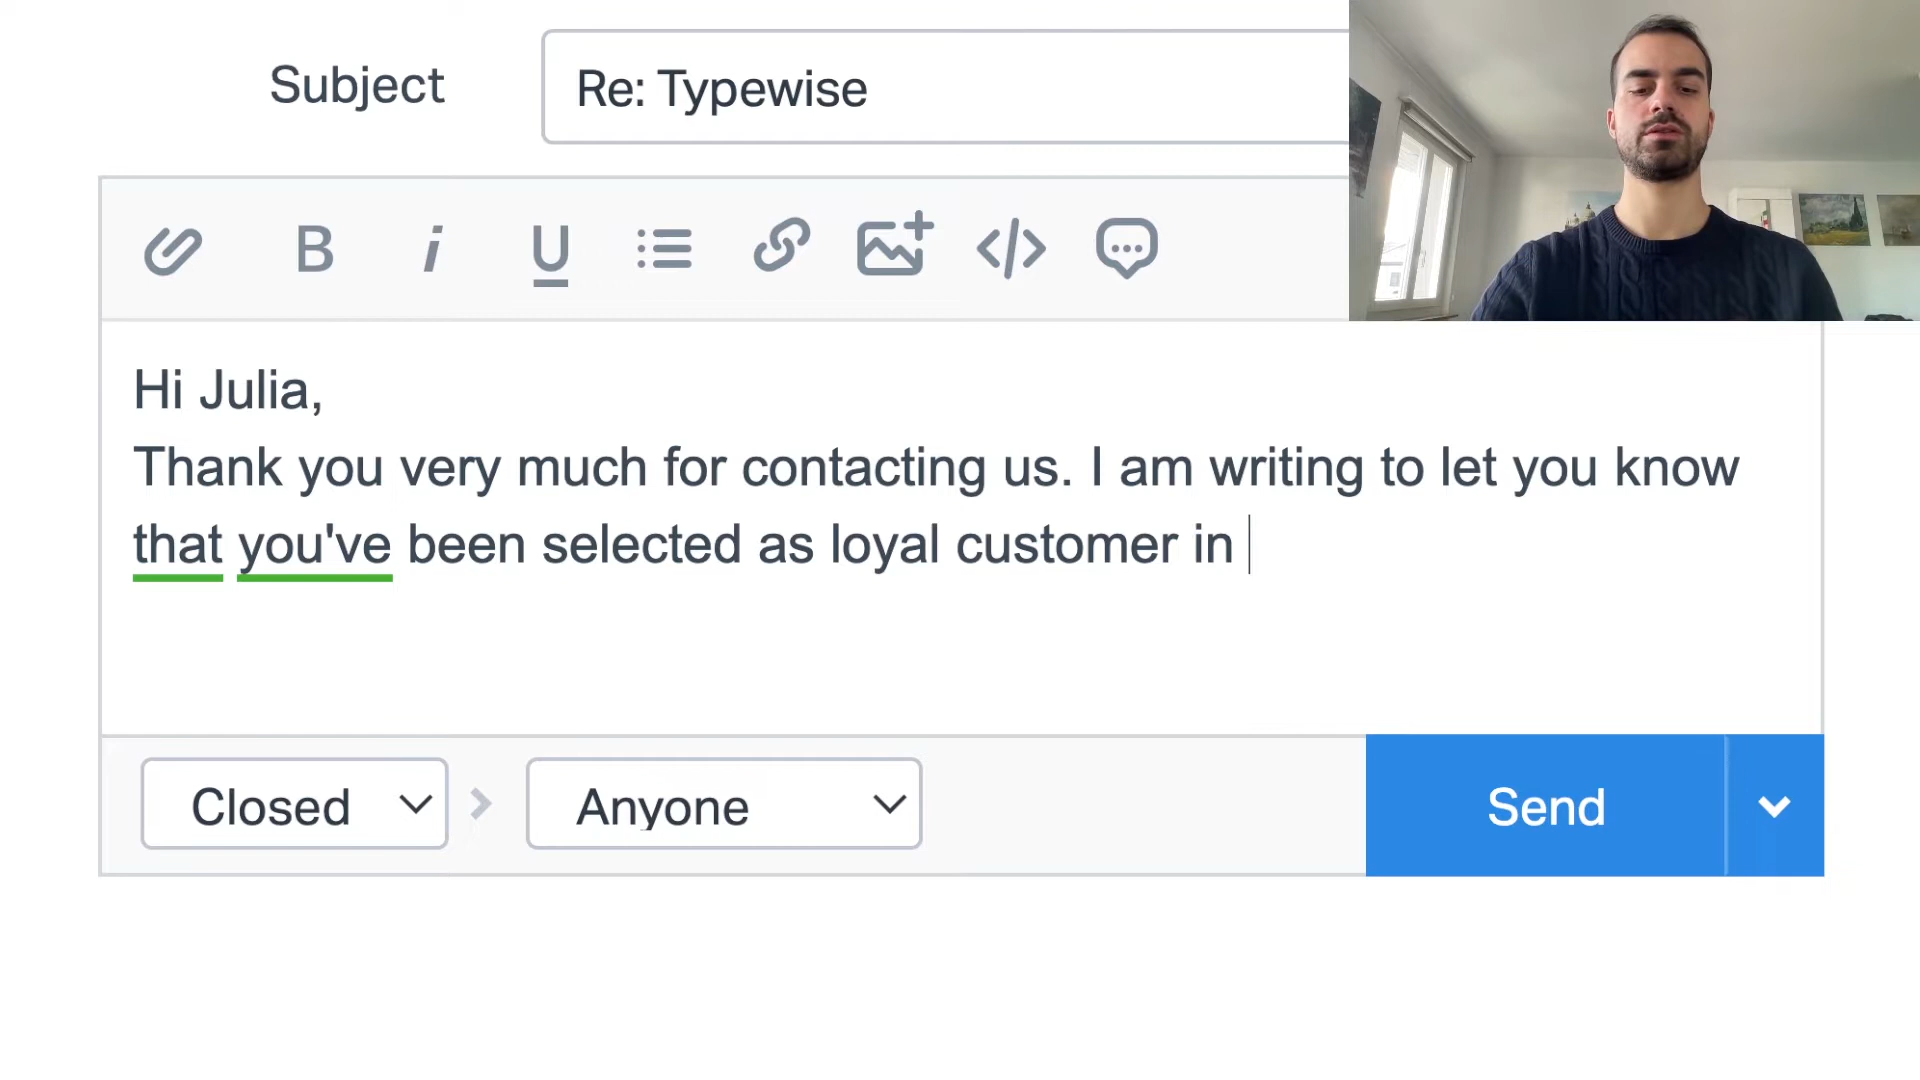 Subject
Re: Typewise
B i U
Hi Julia,
Thank you very much for contacting us. I am writing to let you know
that you've been selected as loyal customer in
Closed
Anyone
Send